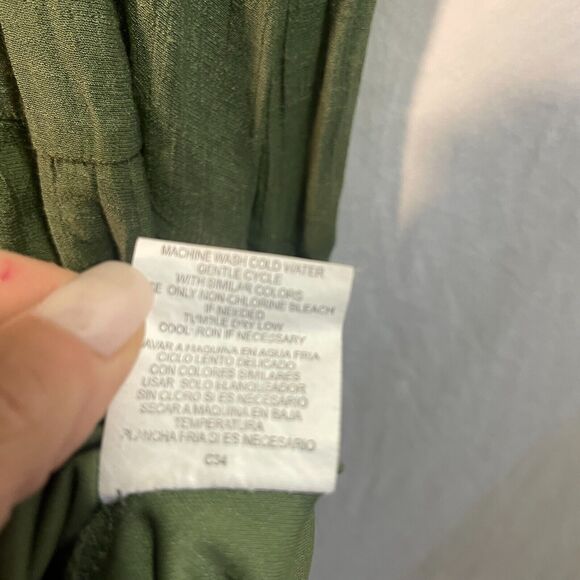 MACHINE WASH COLD WATER
GENTLE CYCLE
WITH SIMILAR COLORS
ONLY NON-CHLORINE BLEACH
IF NEEDED
TUMBLE DRY LOW
COOL IRON IF NECESSARY
AVAR A MAQUINA EN AGUA FRIA
CICLO LENTO DELICADO
CON COLORES SIMILARES
USAR SOLO BLANQUEADOR
SIN CLORO SI ES NECESARIO
SECAR A MAQUINA EN BAJA
TEMPERATURA
PLANCHA FRIA SI ES NECESARIO
C34